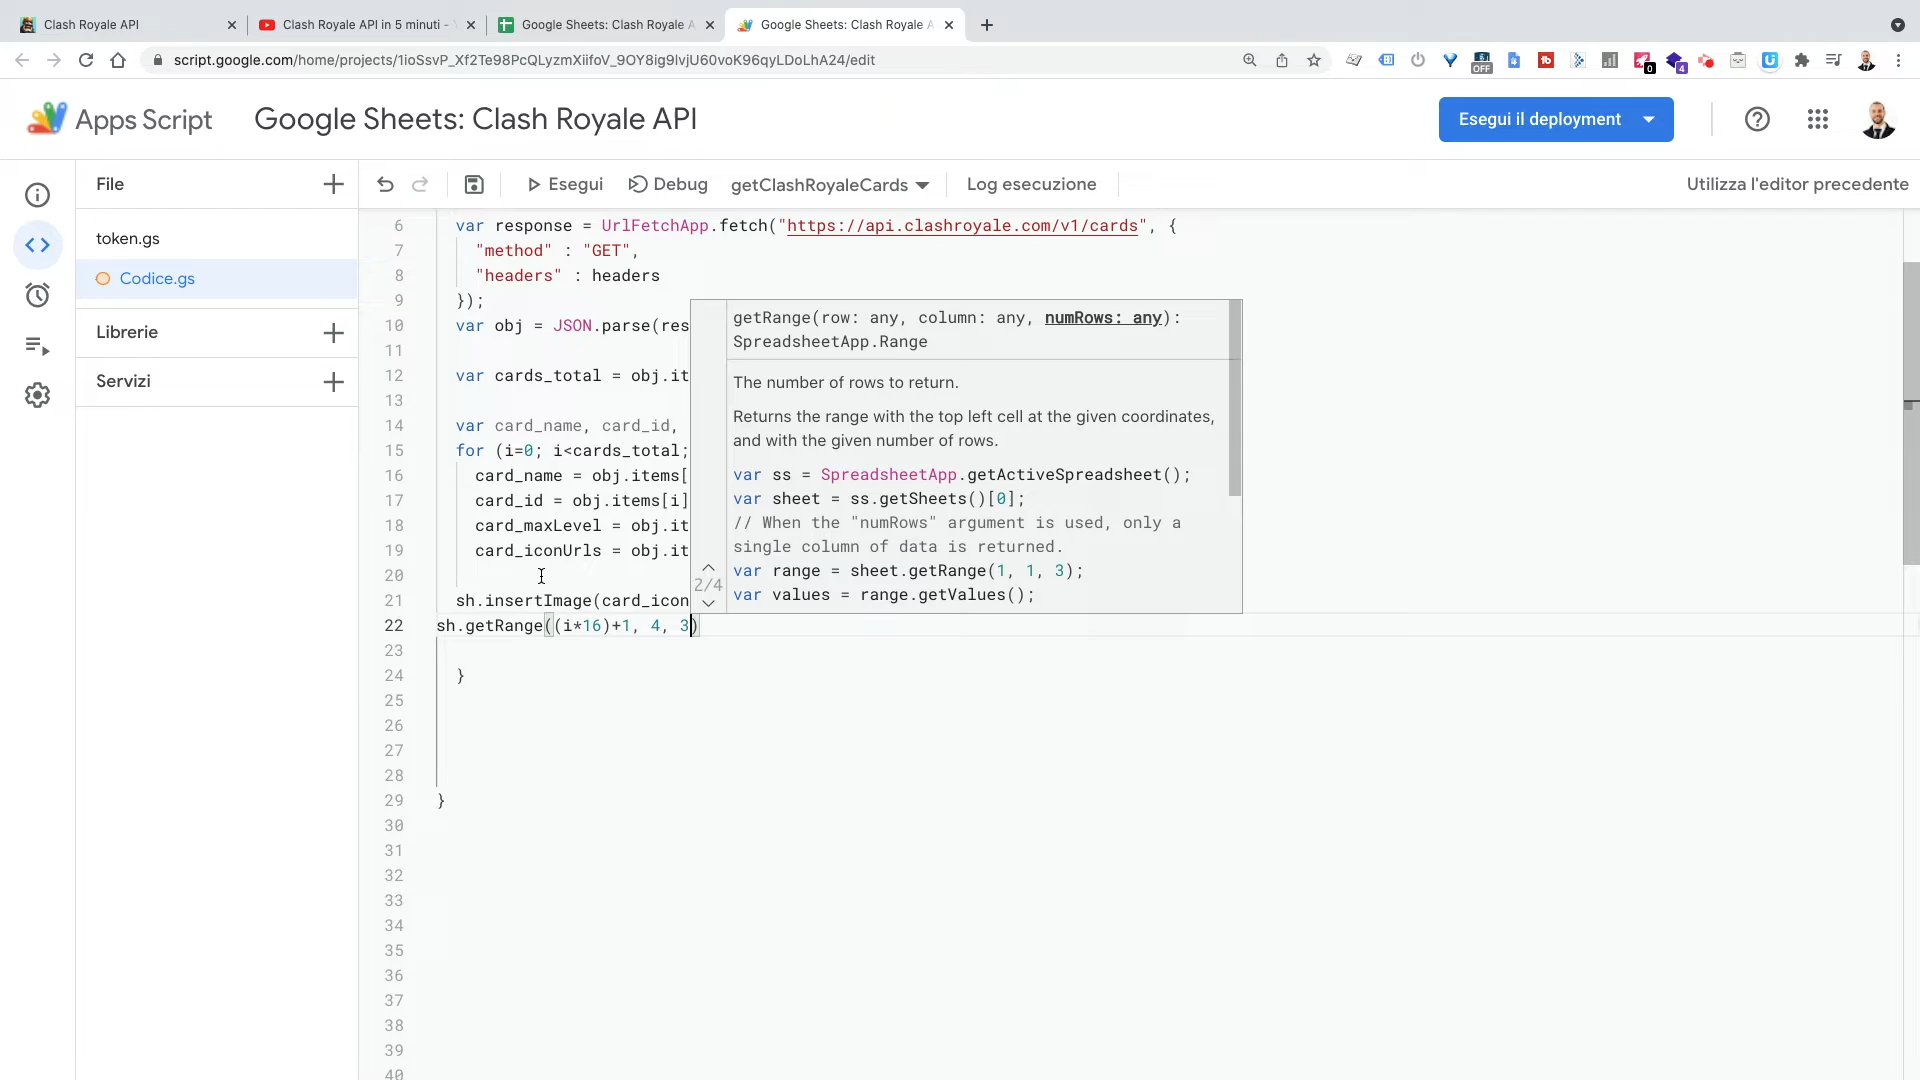 Clash Royale API
Clash Royale API in 5 minuti -
Google Sheets: Clash Royale A
Google Sheets: Clash Royale A
script.google.com/home/projects/1ioSsvP_Xf2Te98PcQLyzmXiifoV_9OY8ig9lvjU60voK96qyLDoLhA24/edit
OFF
0
4
Apps Script
Google Sheets: Clash Royale API
Esegui il deployment
File
Esegui
Debug
getClashRoyaleCards
Log esecuzione
Utilizza l'editor precedente
token.gs
Codice.gs
Librerie
Servizi
6 var response = UrlFetchApp.fetch("https://api.clashroyale.com/v1/cards", {
7 "method" : "GET",
8 "headers" : headers
9 });
10 var obj = JSON.parse(res
11
12 var cards_total = obj.it
13
14 var card_name, card_id,
15 for (i=0; i<cards_total;
16 card_name = obj.items[
17 card_id = obj.items[i]
18 card_maxLevel = obj.it
19 card_iconUrls = obj.it
20
21 sh.insertImage(card_icon
22 sh.getRange((i*16)+1, 4, 3)
23
24 }
25
26
27
28
29 }
30
31
32
33
34
35
36
37
38
39
40
getRange(row: any, column: any, numRows: any):
SpreadsheetApp.Range
The number of rows to return.
Returns the range with the top left cell at the given coordinates,
and with the given number of rows.
var ss = SpreadsheetApp.getActiveSpreadsheet();
var sheet = ss.getSheets()[0];
// When the "numRows" argument is used, only a
single column of data is returned.
var range = sheet.getRange(1, 1, 3);
var values = range.getValues();
2/4